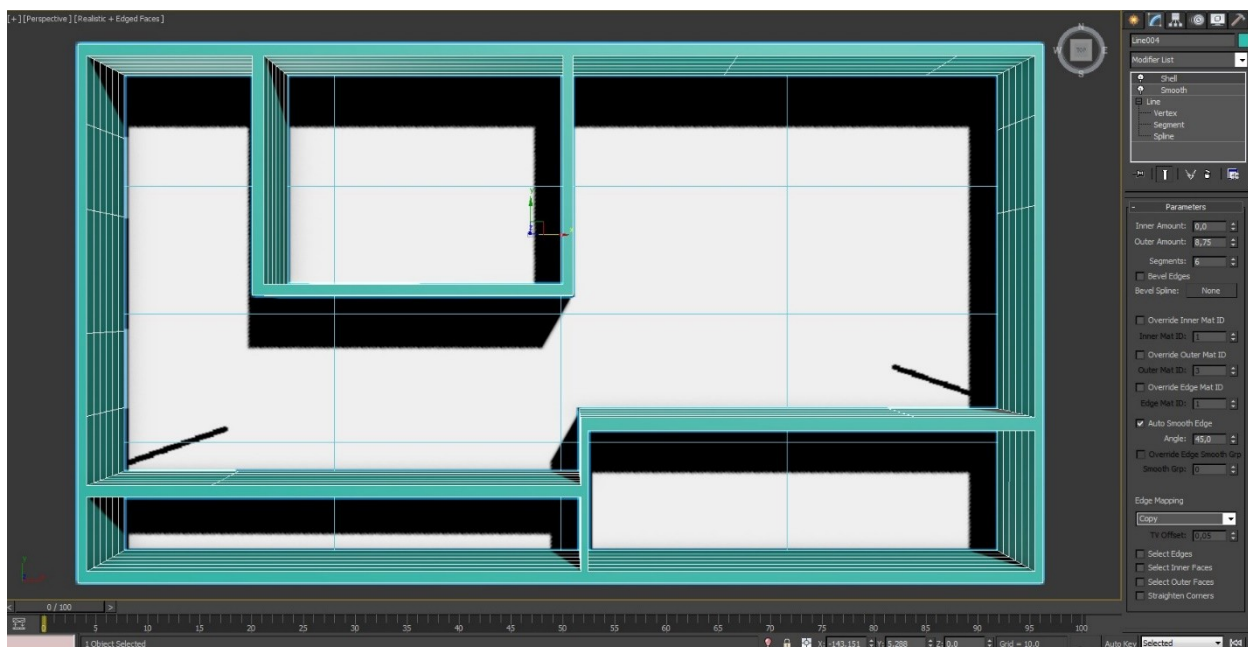 [+] [Perspective] [Realistic + Edged Faces]
N
W
E
S
TOP
Line004
Modifier List
Shell
Smooth
Line
Vertex
Segment
Spline
Parameters
Inner Amount: 0,0
Outer Amount: 8,75
Segments: 6
Bevel Edges
Bevel Spline: None
Override Inner Mat ID
Inner Mat ID: 1
Override Outer Mat ID
Outer Mat ID: 3
Override Edge Mat ID
Edge Mat ID: 1
Auto Smooth Edge
Angle: 45,0
Override Edge Smooth Grp
Smooth Grp: 0
Edge Mapping
Copy
TV Offset: 0,05
Select Edges
Select Inner Faces
Select Outer Faces
Straighten Corners
< 0 / 100 >
0 5 10 15 20 25 30 35 40 45 50 55 60 65 70 75 80 85 90 95 100
1 Object Selected X: -143,151 Y: 5,288 Z: 0,0 Grid = 10,0 Auto Key Selected